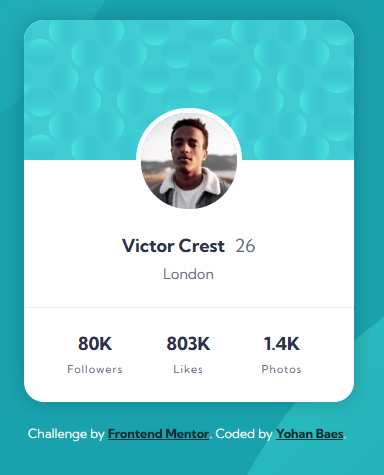 Victor Crest 26
London
80K 803K 1.4K
Followers Likes Photos
Challenge by Frontend Mentor. Coded by Yohan Baes.